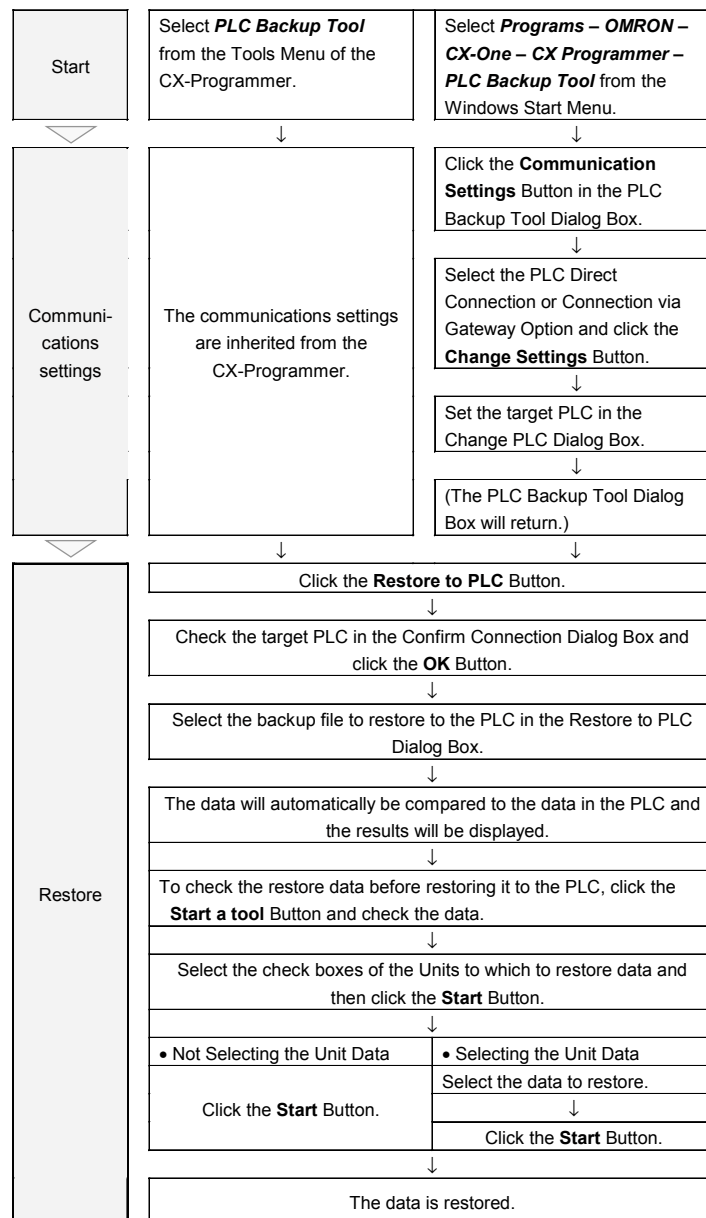 Start
Select PLC Backup Tool
from the Tools Menu of the
CX-Programmer.
Select Programs – OMRON –
CX-One – CX Programmer –
PLC Backup Tool from the
Windows Start Menu.
↓
↓
Communi-
cations
settings
The communications settings
are inherited from the
CX-Programmer.
Click the Communication
Settings Button in the PLC
Backup Tool Dialog Box.
↓
Select the PLC Direct
Connection or Connection via
Gateway Option and click the
Change Settings Button.
↓
Set the target PLC in the
Change PLC Dialog Box.
↓
(The PLC Backup Tool Dialog
Box will return.)
↓
↓
Restore
Click the Restore to PLC Button.
↓
Check the target PLC in the Confirm Connection Dialog Box and
click the OK Button.
↓
Select the backup file to restore to the PLC in the Restore to PLC
Dialog Box.
↓
The data will automatically be compared to the data in the PLC and
the results will be displayed.
↓
To check the restore data before restoring it to the PLC, click the
Start a tool Button and check the data.
↓
Select the check boxes of the Units to which to restore data and
then click the Start Button.
↓
• Not Selecting the Unit Data
Click the Start Button.
• Selecting the Unit Data
Select the data to restore.
↓
Click the Start Button.
↓
The data is restored.